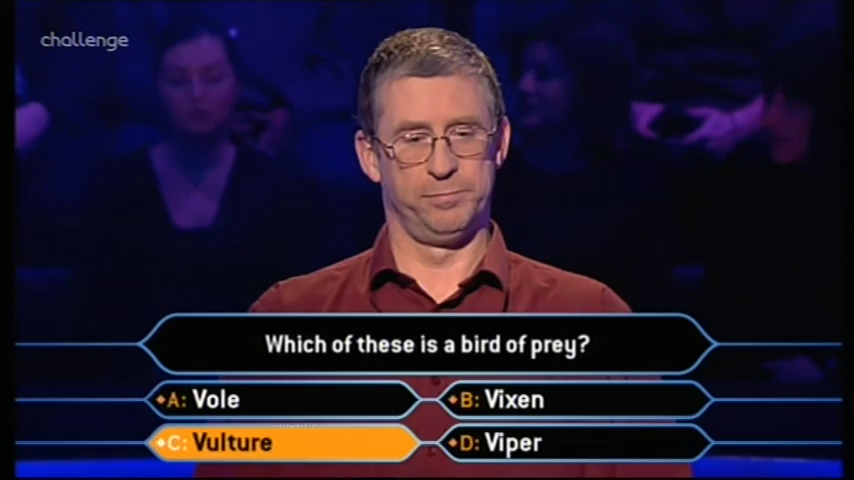 challenge
Which of these is a bird of prey?
A: Vole
B: Vixen
C: Vulture
D: Viper